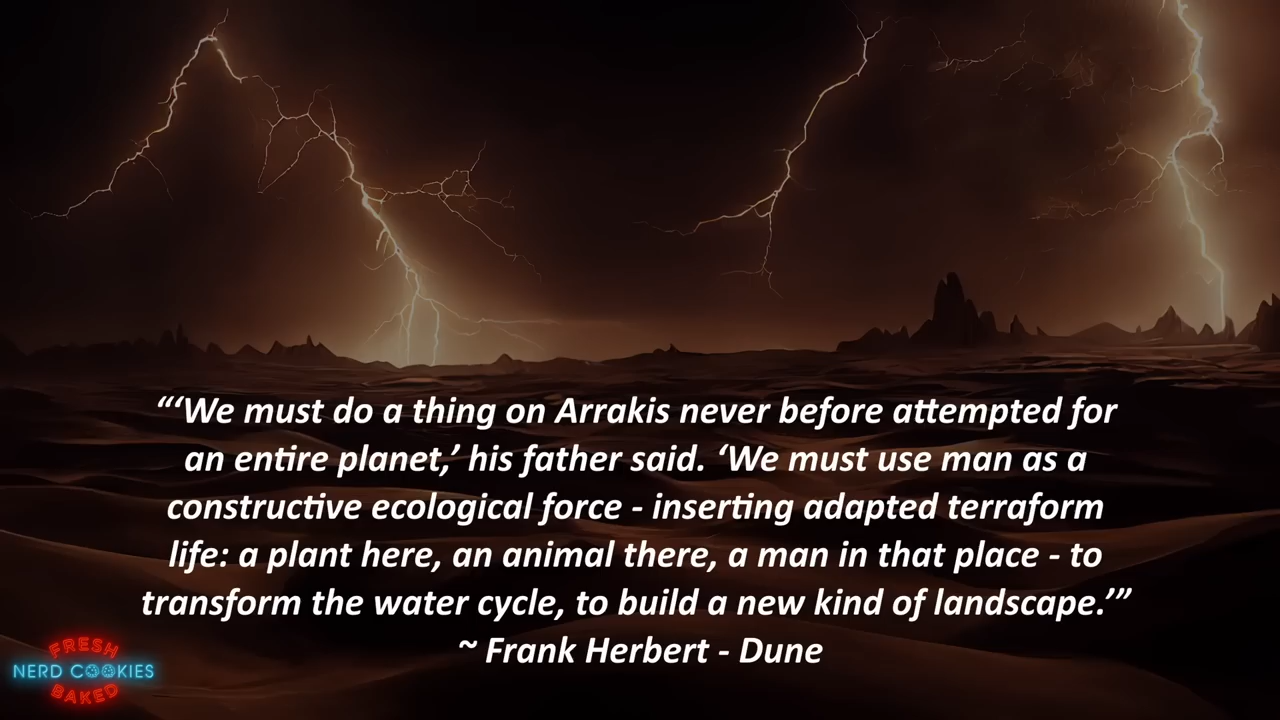 “‘We must do a thing on Arrakis never before attempted for
an entire planet,’ his father said. ‘We must use man as a
constructive ecological force - inserting adapted terraform
life: a plant here, an animal there, a man in that place - to
transform the water cycle, to build a new kind of landscape.’”
~ Frank Herbert - Dune
FRESH
NERD COOKIES
BAKED